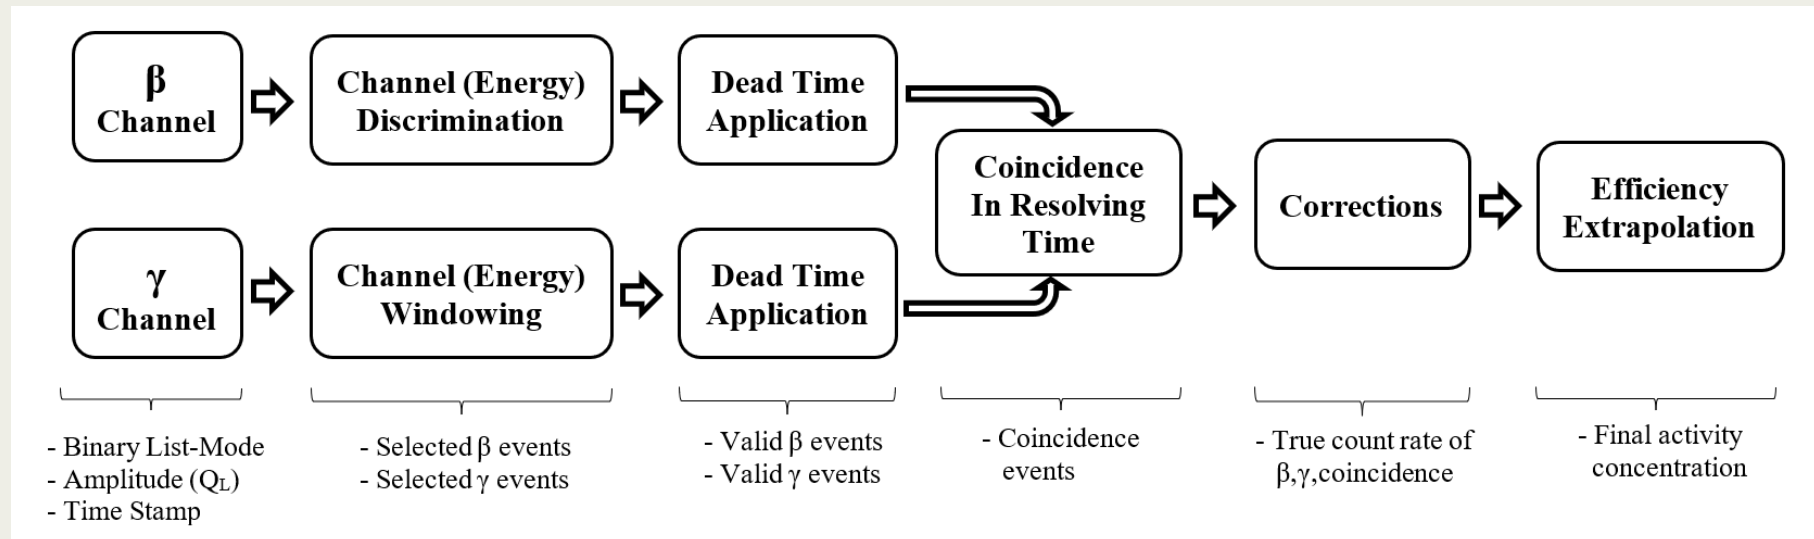 β
Channel
Channel (Energy)
Discrimination
Dead Time
Application
γ
Channel
Channel (Energy)
Windowing
Dead Time
Application
Coincidence
In Resolving
Time
Corrections
Efficiency
Extrapolation
- Binary List-Mode
- Amplitude (QL)
- Time Stamp
- Selected β events
- Selected γ events
- Valid β events
- Valid γ events
- Coincidence
events
- True count rate of
β,γ,coincidence
- Final activity
concentration